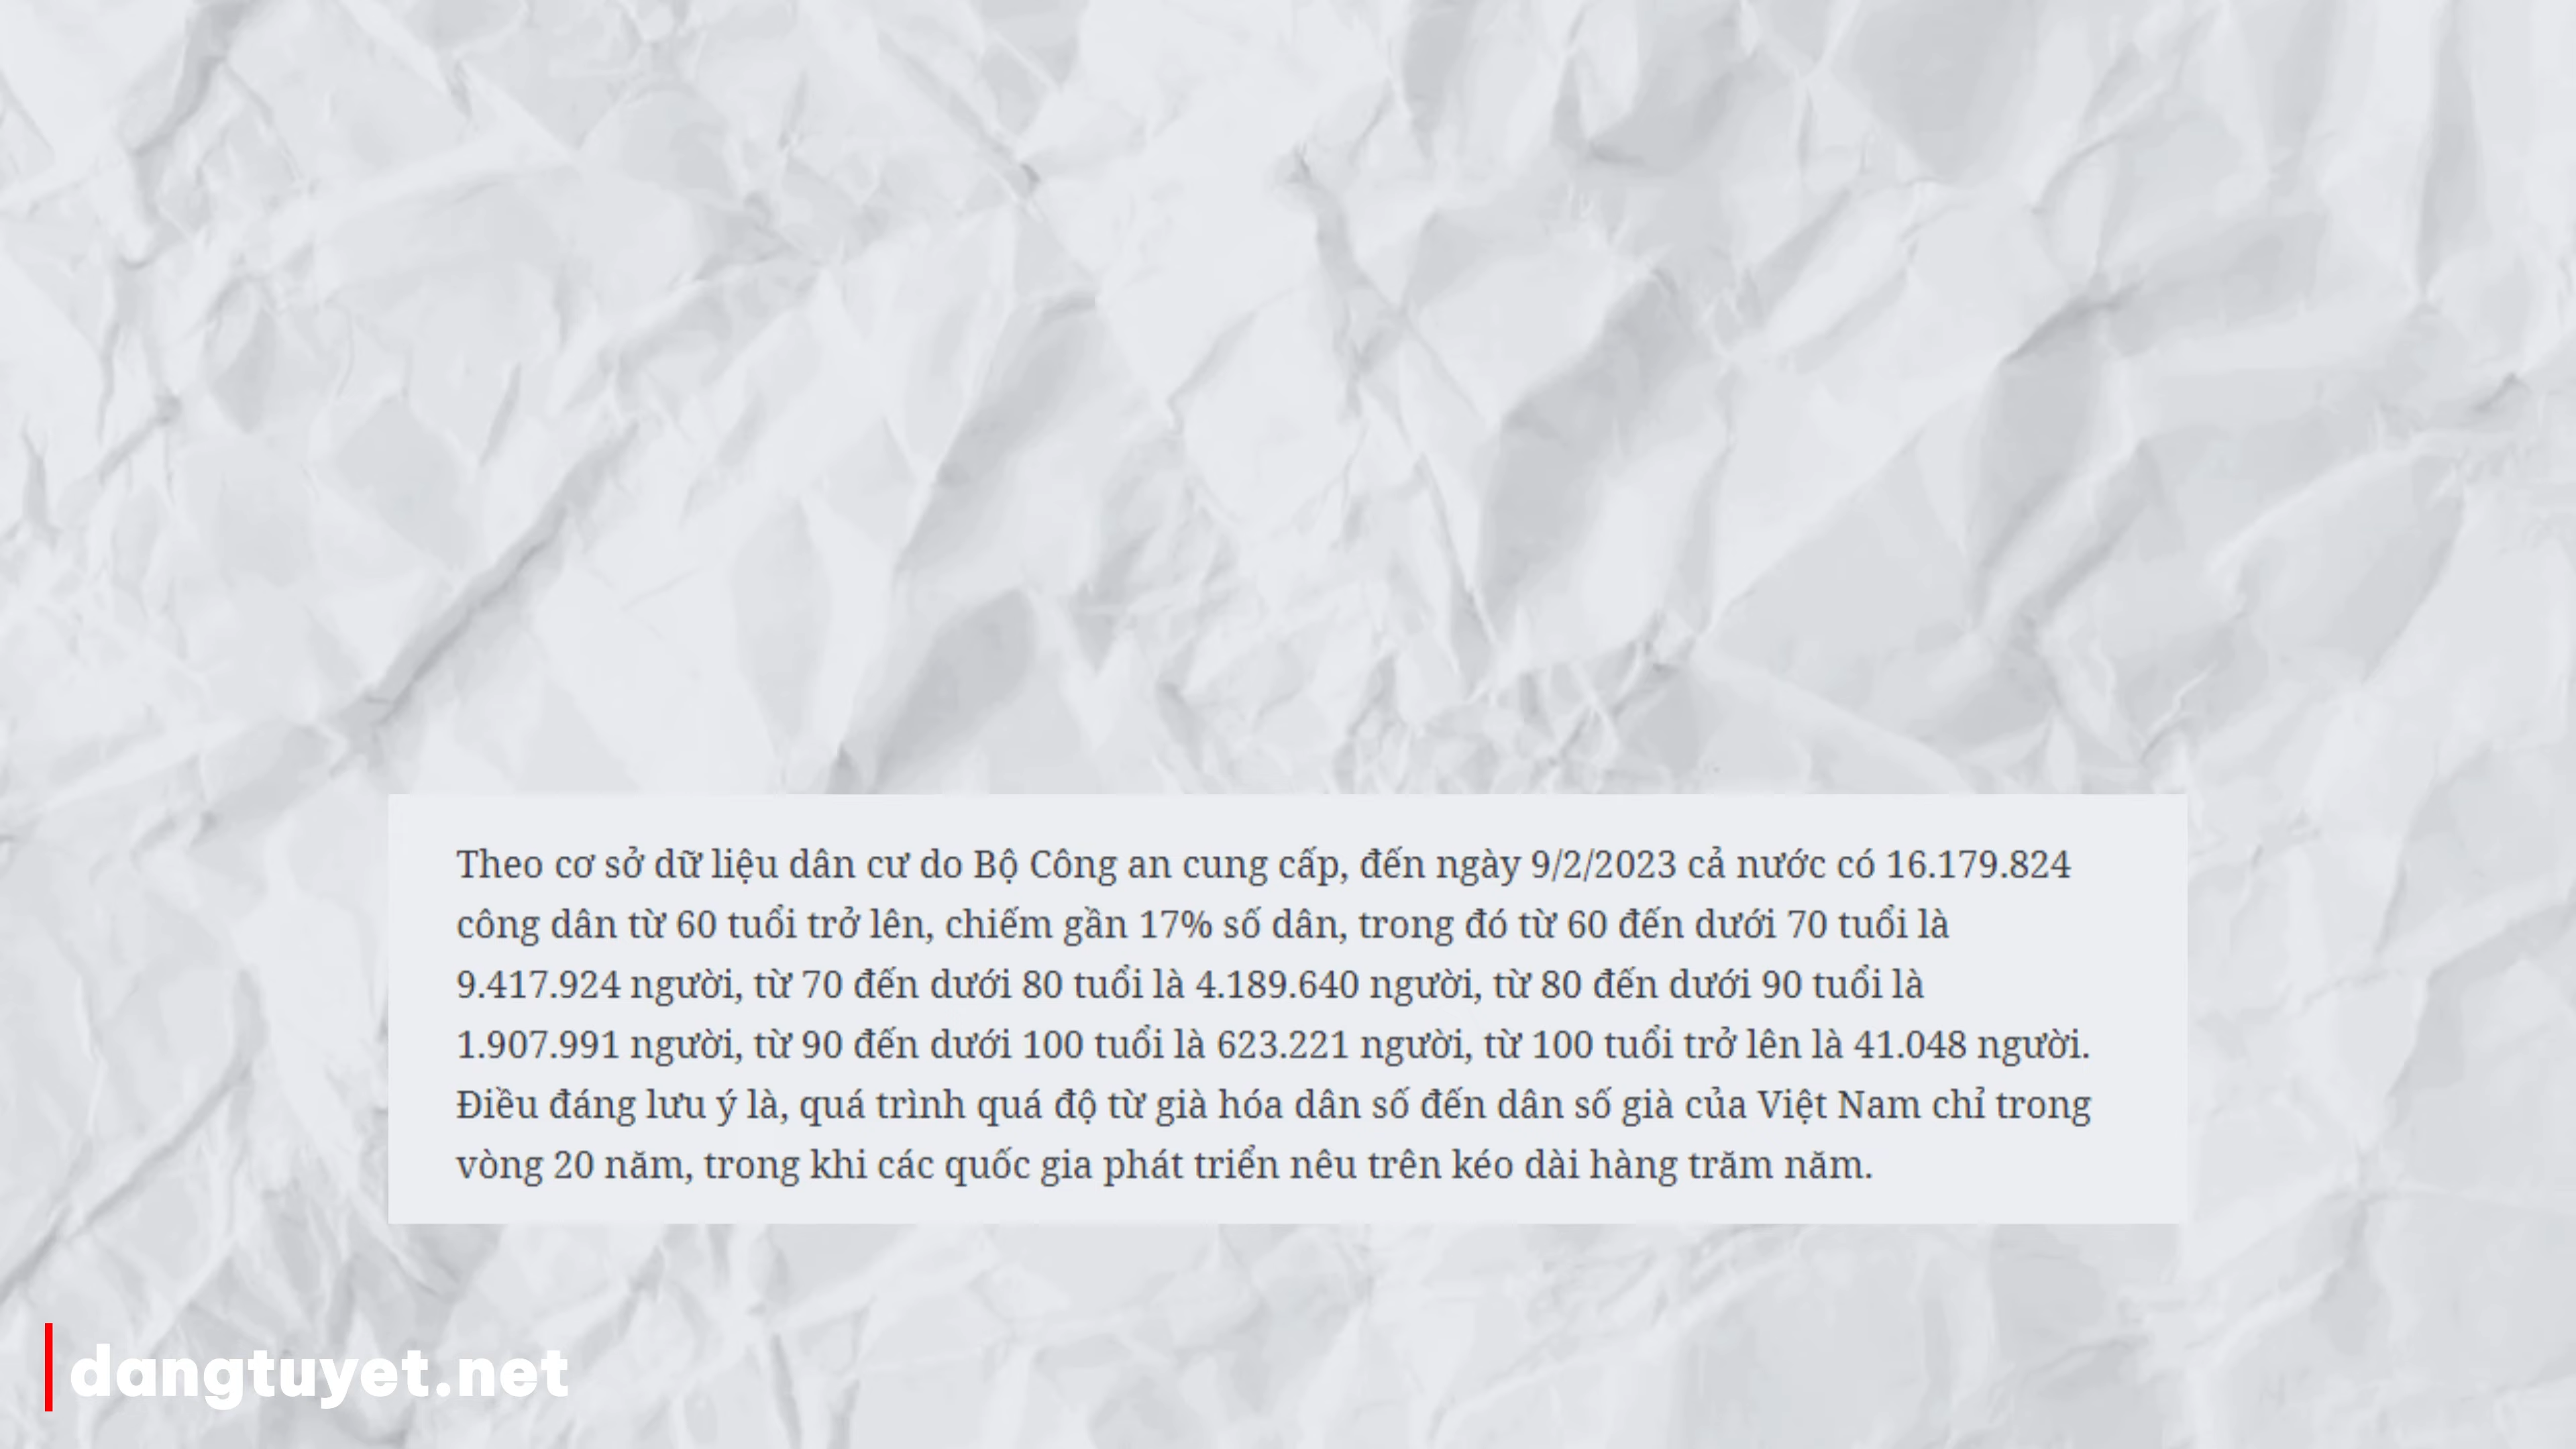 Theo cơ sở dữ liệu dân cư do Bộ Công an cung cấp, đến ngày 9/2/2023 cả nước có 16.179.824
công dân từ 60 tuổi trở lên, chiếm gần 17% số dân, trong đó từ 60 đến dưới 70 tuổi là
9.417.924 người, từ 70 đến dưới 80 tuổi là 4.189.640 người, từ 80 đến dưới 90 tuổi là
1.907.991 người, từ 90 đến dưới 100 tuổi là 623.221 người, từ 100 tuổi trở lên là 41.048 người.
Điều đáng lưu ý là, quá trình quá độ từ già hóa dân số đến dân số già của Việt Nam chỉ trong
vòng 20 năm, trong khi các quốc gia phát triển nêu trên kéo dài hàng trăm năm.
dangtuyet.net